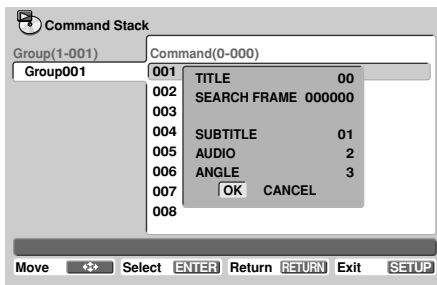 Command Stack
Group(1-001)
Group001
Command(0-000)
001
002
003
004
005
006
007
008
TITLE 00
SEARCH FRAME 000000
SUBTITLE 01
AUDIO 2
ANGLE 3
OK CANCEL
Move Select ENTER Return RETURN Exit SETUP